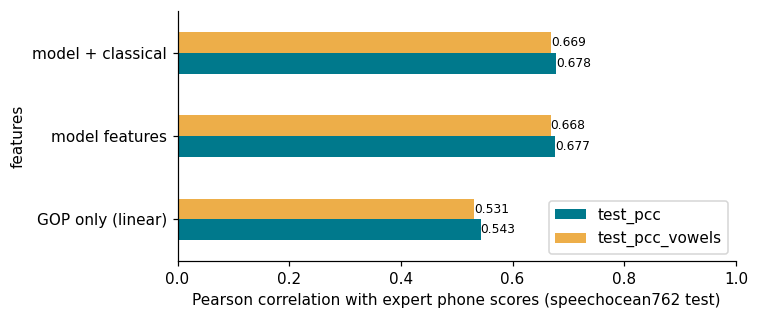 features
model + classical
0.669
0.678
model features
0.668
0.677
GOP only (linear)
0.531
0.543
test_pcc
test_pcc_vowels
0.0 0.2 0.4 0.6 0.8 1.0
Pearson correlation with expert phone scores (speechocean762 test)